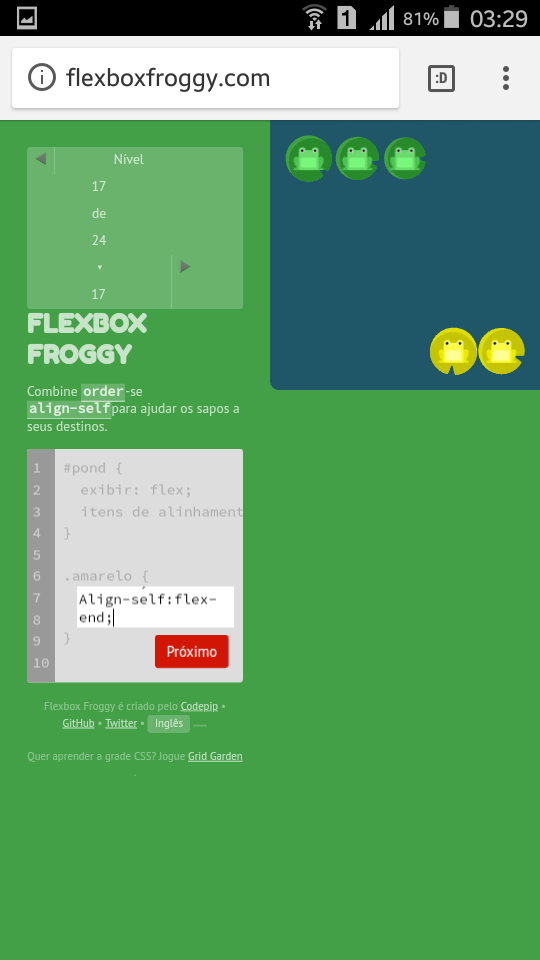 1 81% 03:29
flexboxfroggy.com :D
Nível
17
de
24
▾
17
FLEXBOX
FROGGY
Combine order-se
align-self para ajudar os sapos a
seus destinos.
1 #pond {
2 exibir: flex;
3 itens de alinhament
4 }
5
6 .amarelo {
7 Align-self:flex-
8 end;
9 }
10
Próximo
Flexbox Froggy é criado pelo Codepip •
GitHub • Twitter • Inglês
Quer aprender a grade CSS? Jogue Grid Garden
.